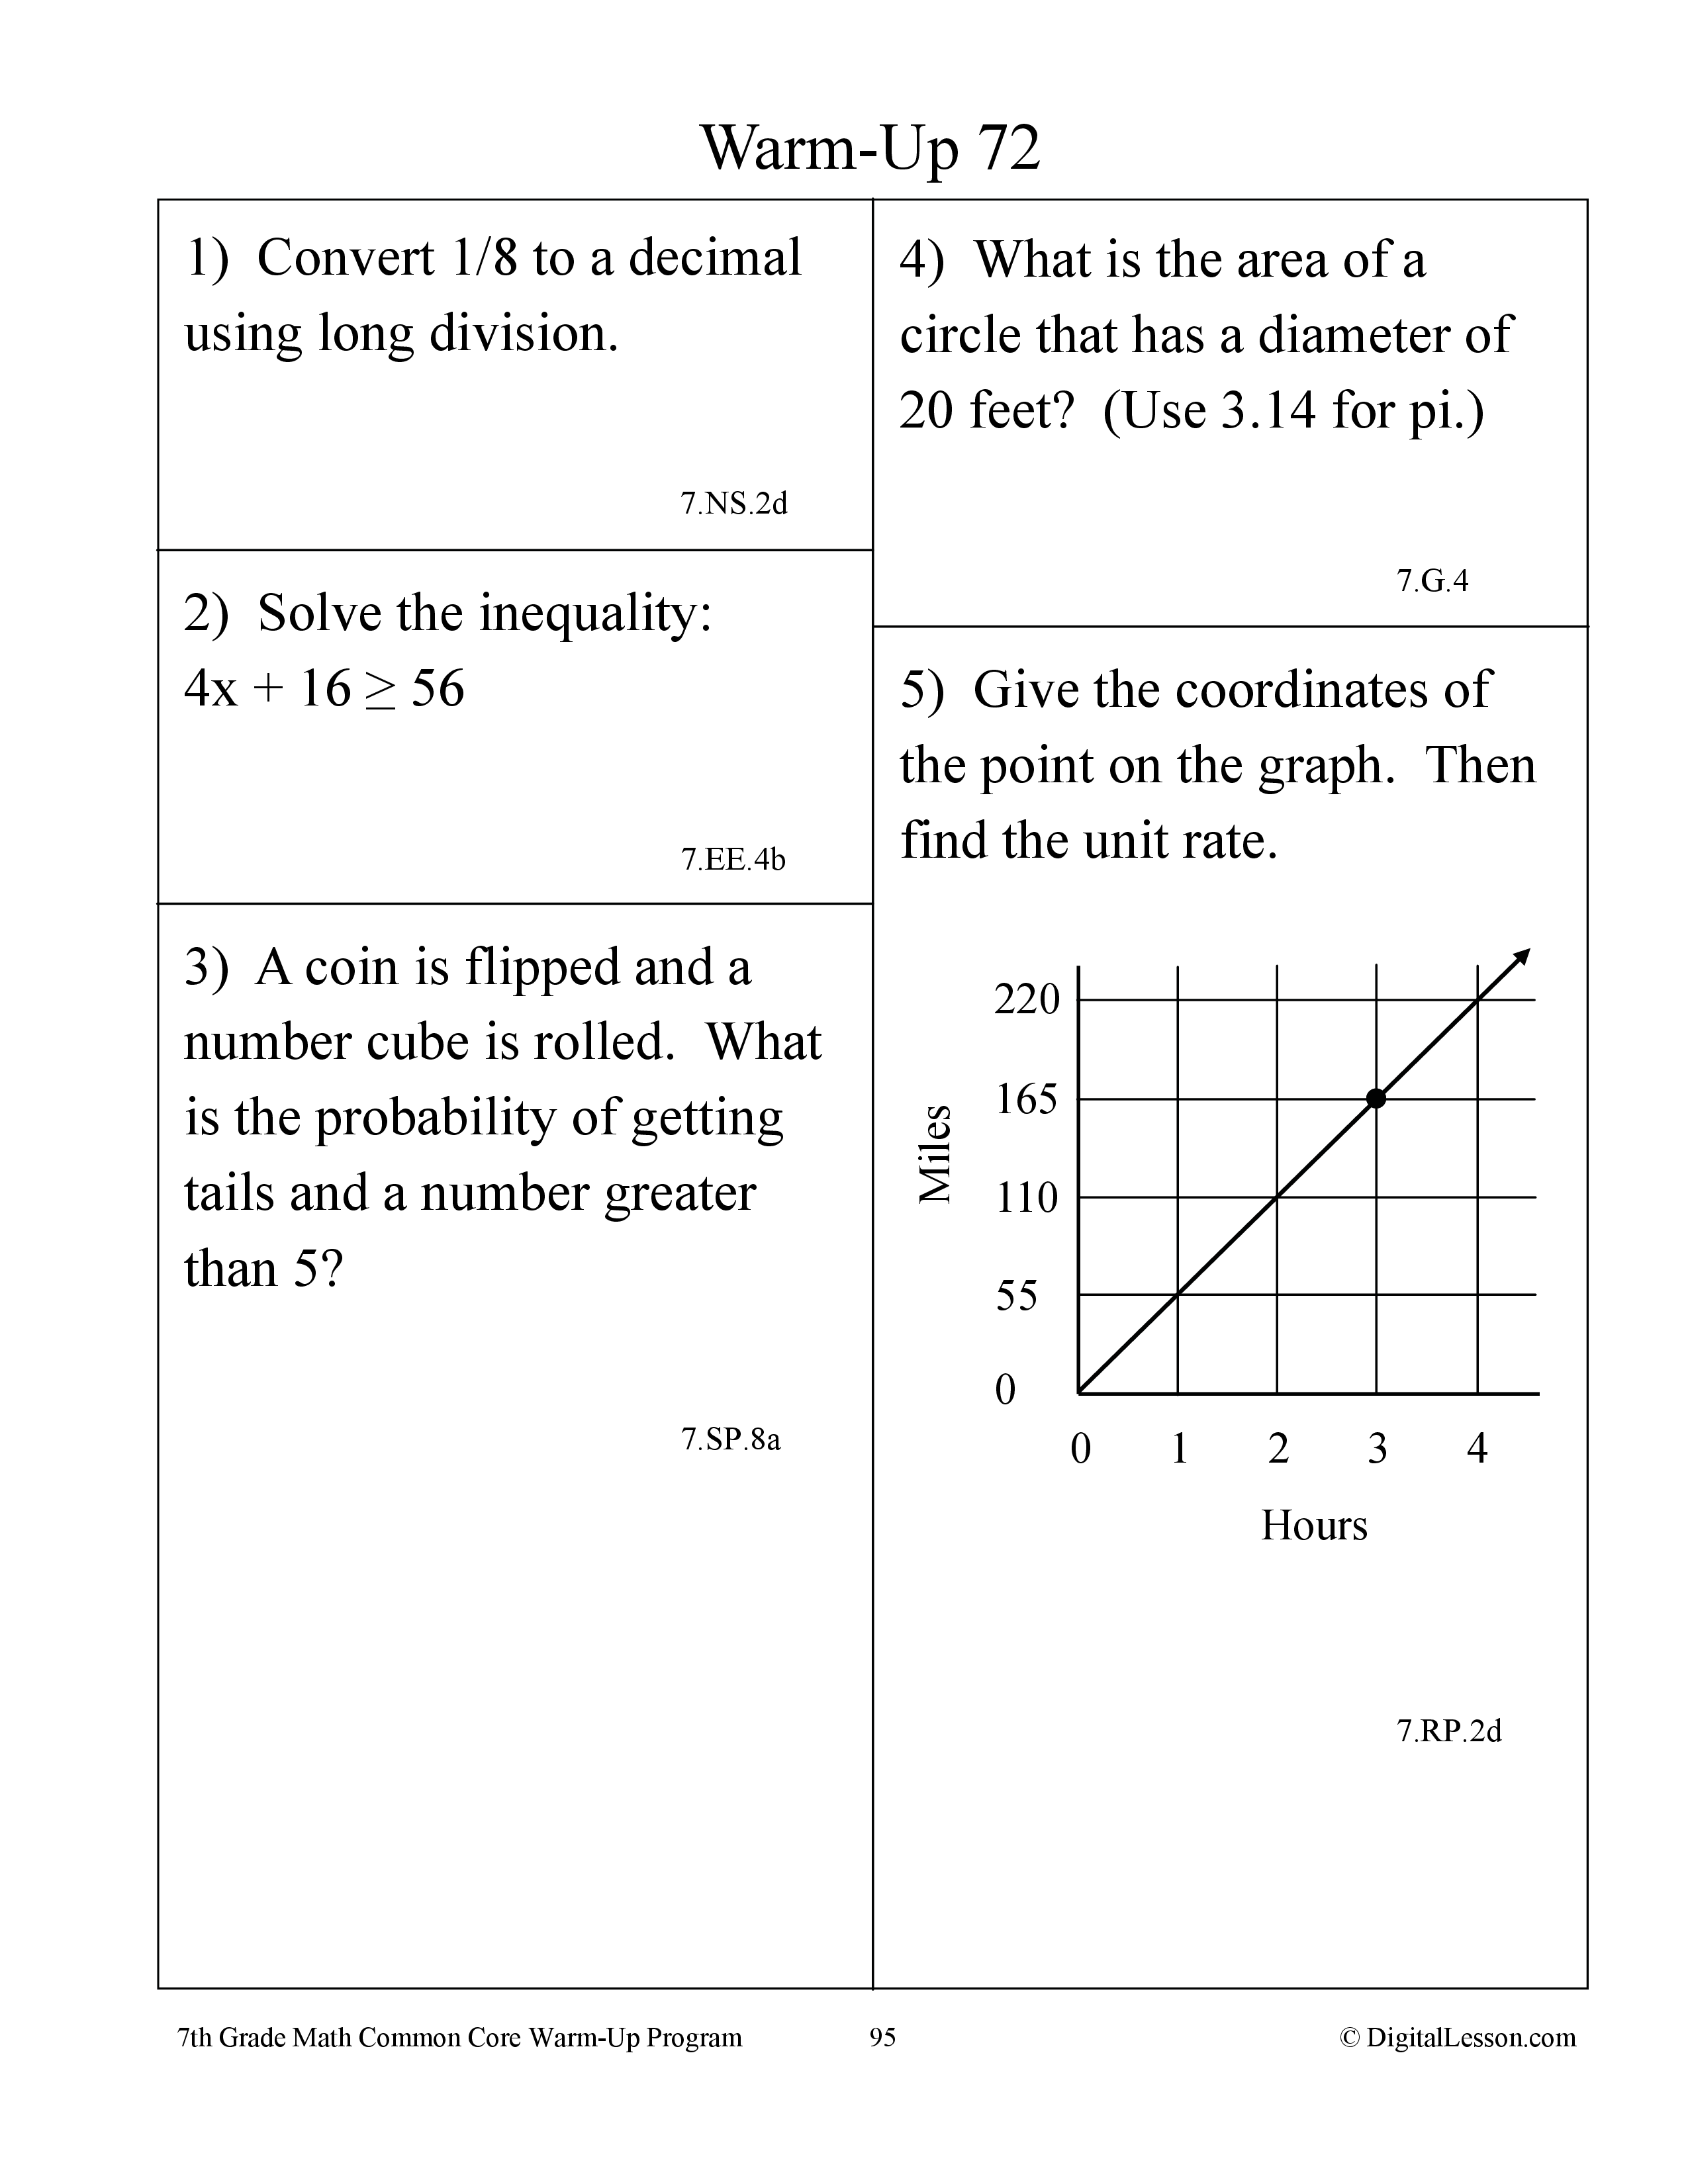 Warm-Up 72
1)  Convert 1/8 to a decimal
using long division.
7.NS.2d
2)  Solve the inequality:
4x + 16 ≥ 56
7.EE.4b
3)  A coin is flipped and a
number cube is rolled.  What
is the probability of getting
tails and a number greater
than 5?
7.SP.8a
4)  What is the area of a
circle that has a diameter of
20 feet?  (Use 3.14 for pi.)
7.G.4
5)  Give the coordinates of
the point on the graph.  Then
find the unit rate.
Miles
220
165
110
55
0
0 1 2 3 4
Hours
7.RP.2d
7th Grade Math Common Core Warm-Up Program 95 © DigitalLesson.com